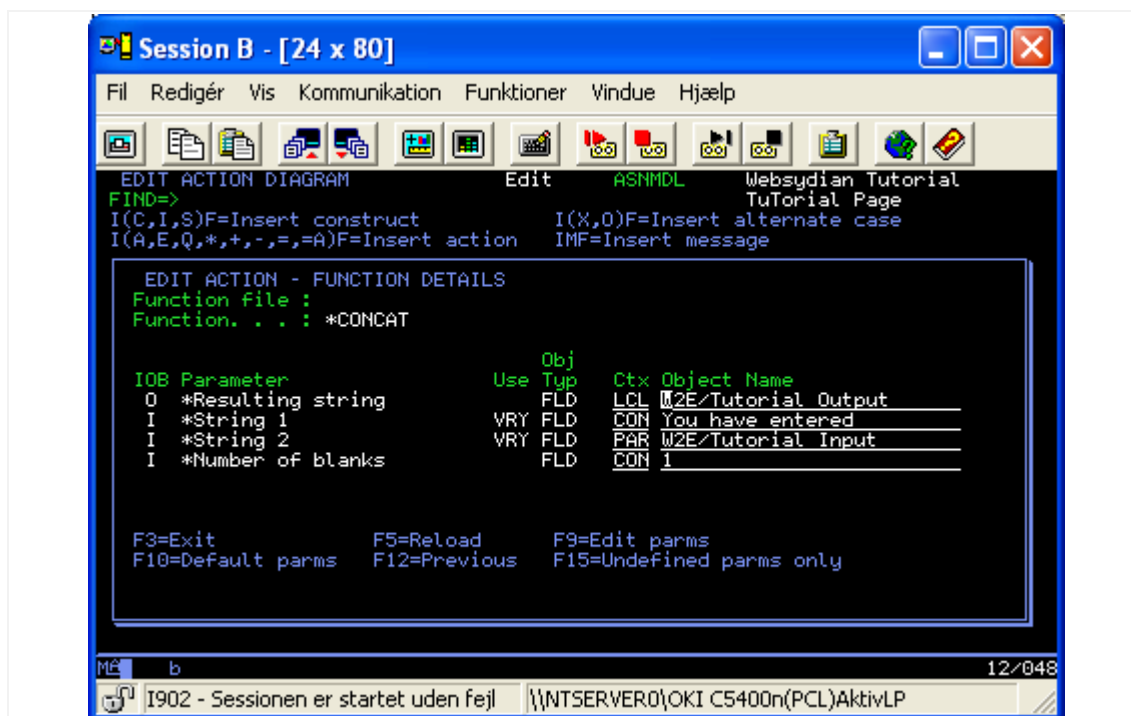 Session B - [24 x 80]
Fil Redigér Vis Kommunikation Funktioner Vindue Hjælp
EDIT ACTION DIAGRAM Edit ASNMDL Websydian Tutorial
FIND=> TuTorial Page
I(C,I,S)F=Insert construct I(X,O)F=Insert alternate case
I(A,E,Q,*,+,-,=,=A)F=Insert action IMF=Insert message
EDIT ACTION - FUNCTION DETAILS
Function file :
Function. . . : *CONCAT
Obj
IOB Parameter Use Typ Ctx Object Name
O *Resulting string FLD LCL W2E/Tutorial Output
I *String 1 VRY FLD CON You have entered
I *String 2 VRY FLD PAR W2E/Tutorial Input
I *Number of blanks FLD CON 1
F3=Exit F5=Reload F9=Edit parms
F10=Default parms F12=Previous F15=Undefined parms only
MA b 12/048
I902 - Sessionen er startet uden fejl \\NTSERVER0\OKI C5400n(PCL)AktivLP